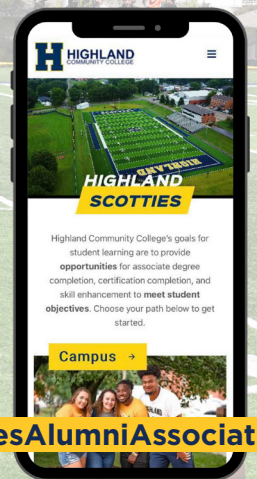 H HIGHLAND
COMMUNITY COLLEGE
HIGHLAND
HIGHLAND
SCOTTIES
Highland Community College's goals for
student learning are to provide
opportunities for associate degree
completion, certification completion, and
skill enhancement to meet student
objectives. Choose your path below to get
started.
Campus →
esAlumniAssociat